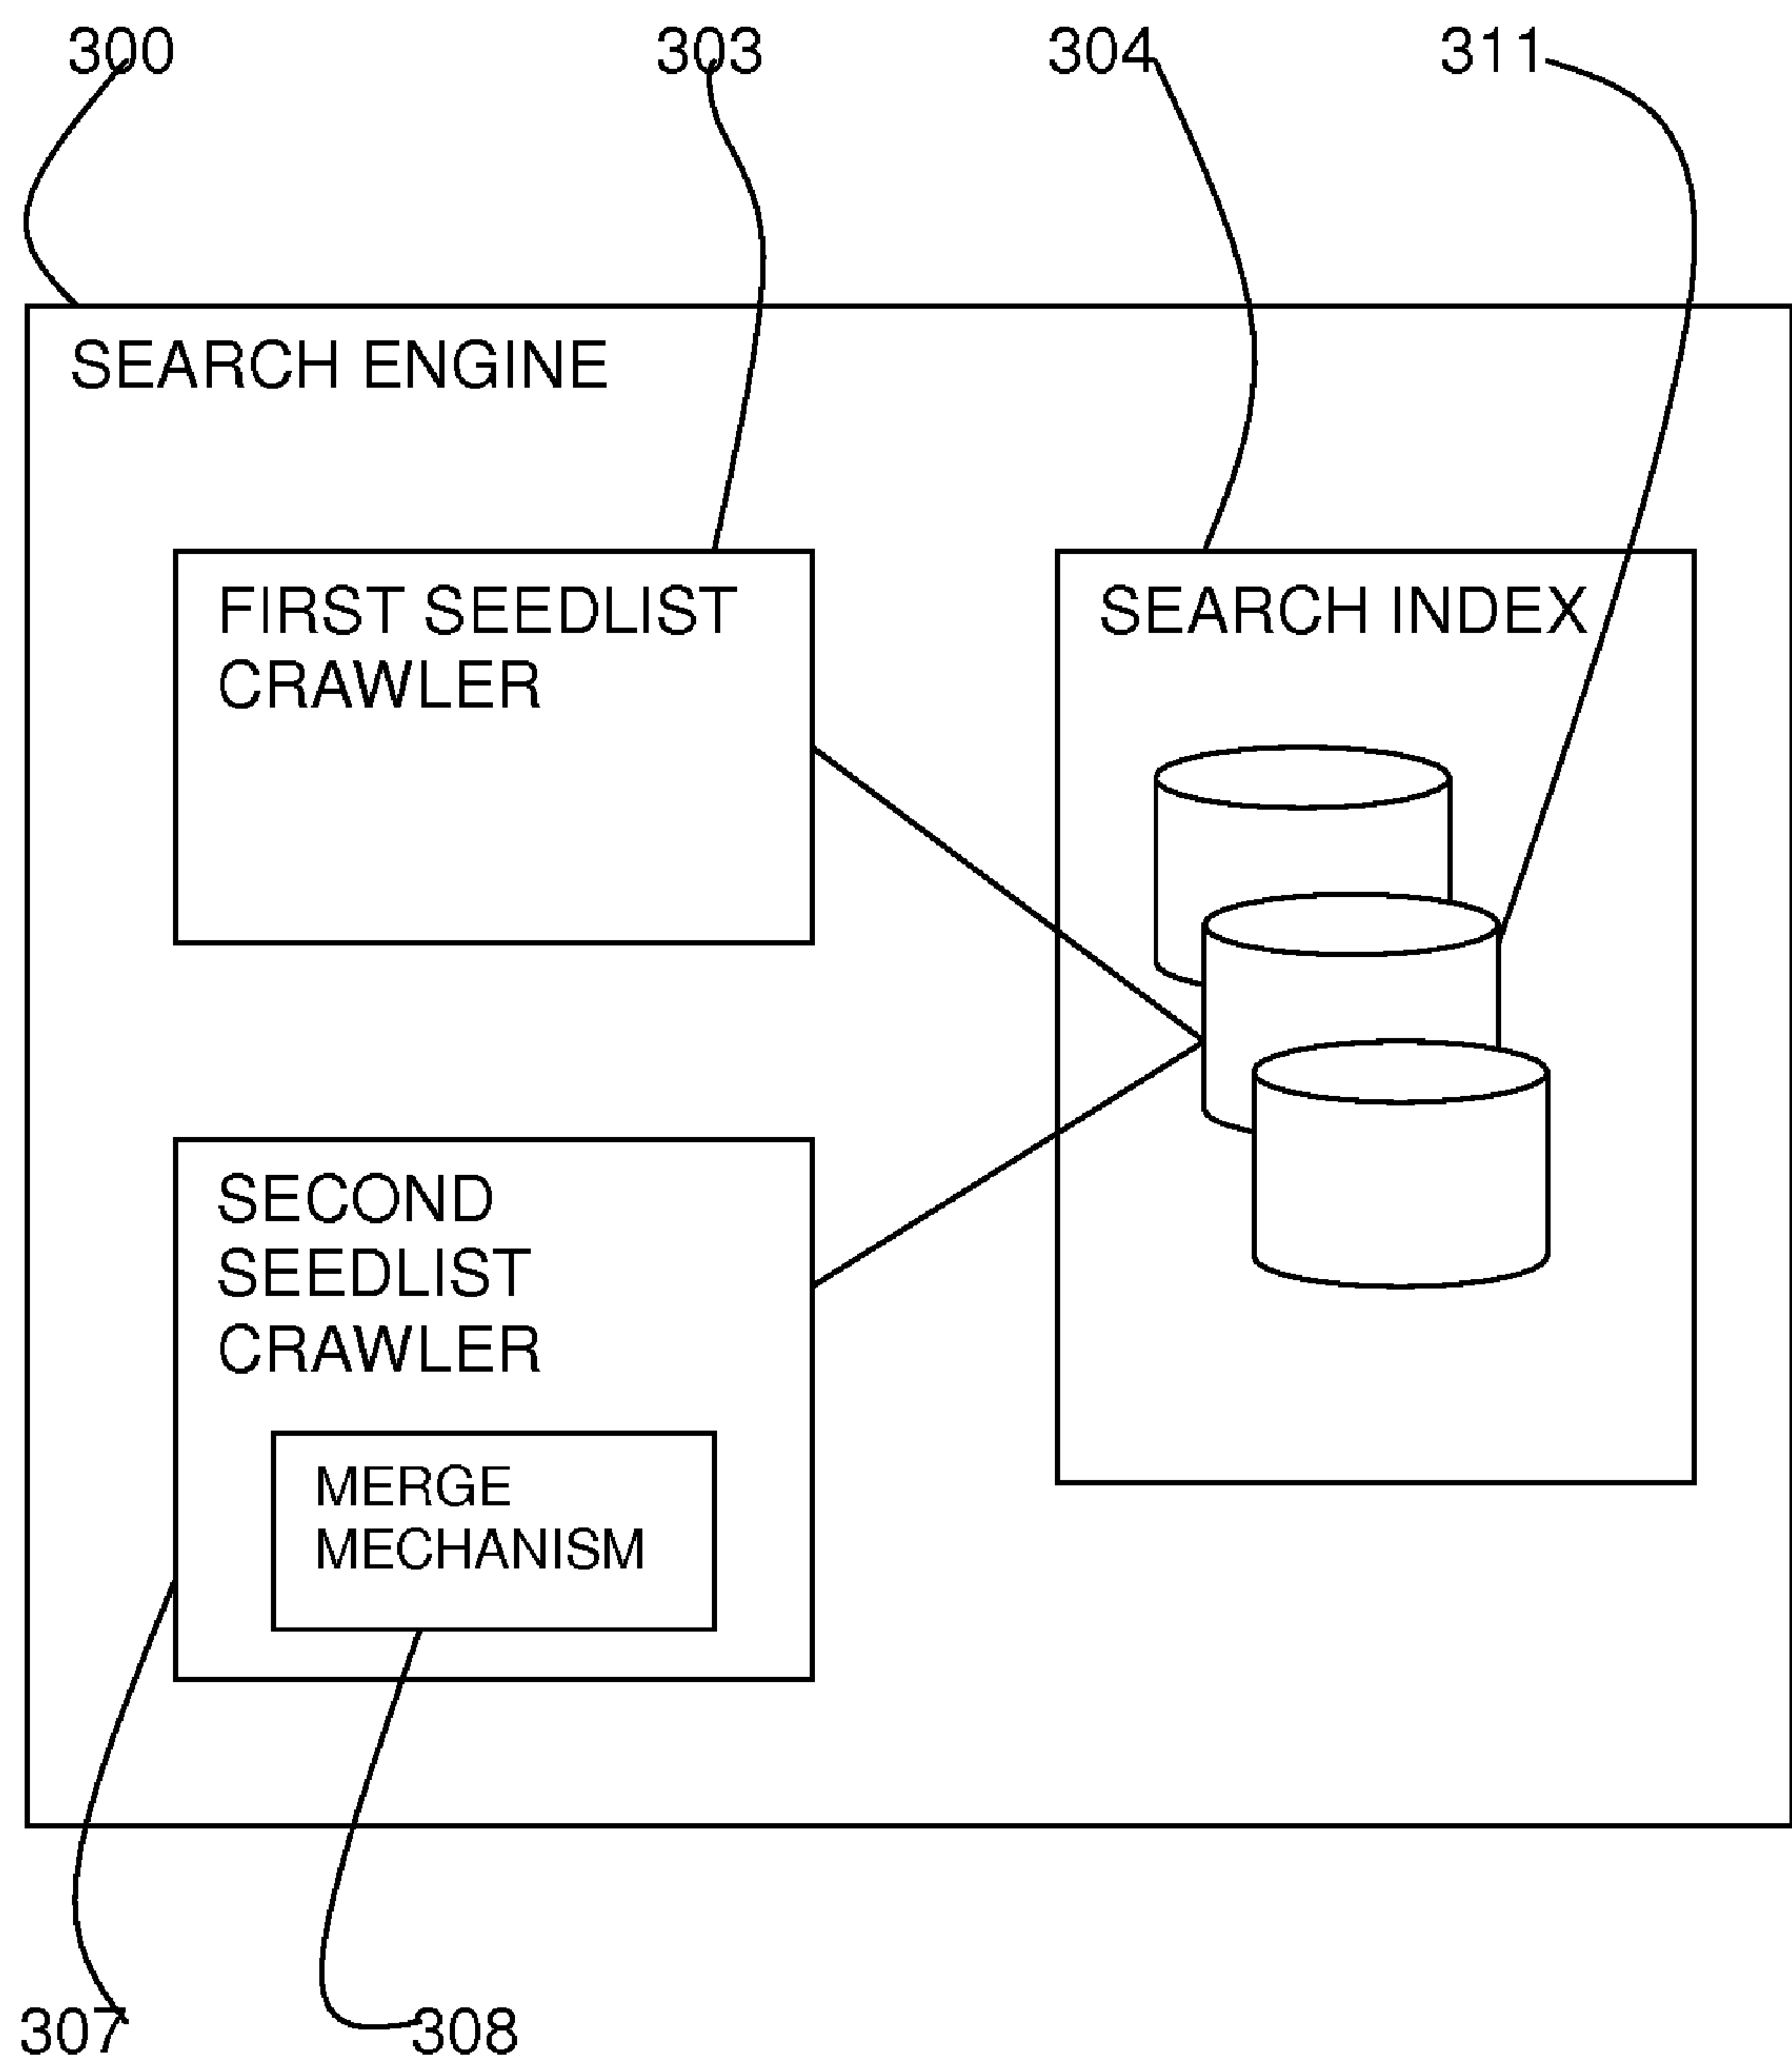 300
303
304
311
SEARCH ENGINE
FIRST SEEDLIST
CRAWLER
SEARCH INDEX
SECOND
SEEDLIST
CRAWLER
MERGE
MECHANISM
307
308